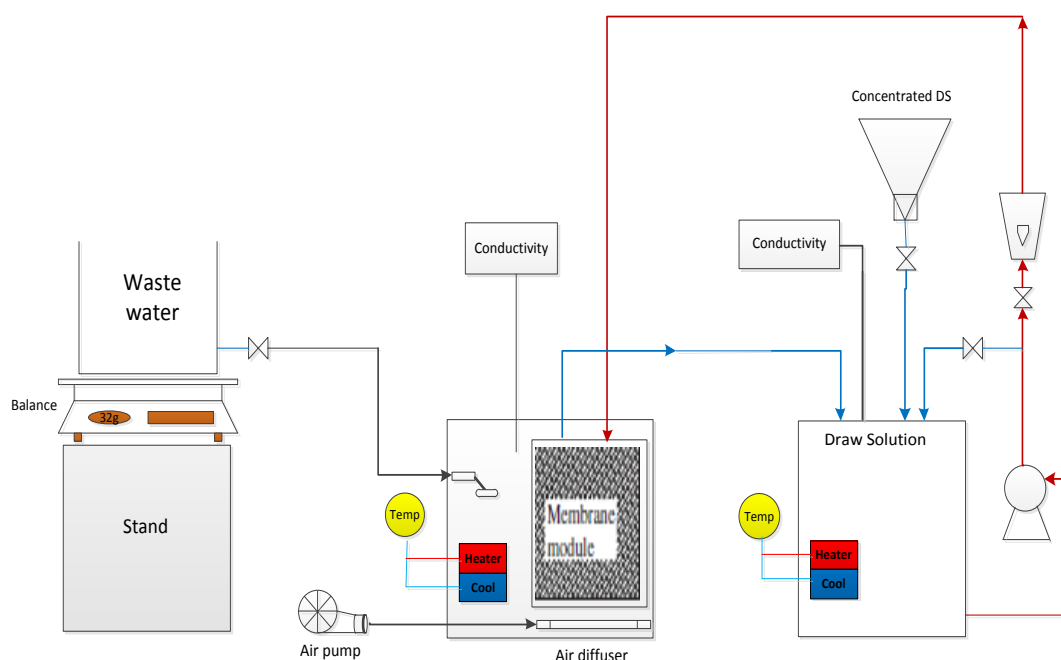 Concentrated DS
Conductivity
Conductivity
Waste
water
Balance
32g
Draw Solution
Stand
Temp
Membrane
module
Temp
Heater
Cool
Heater
Cool
Air pump
Air diffuser